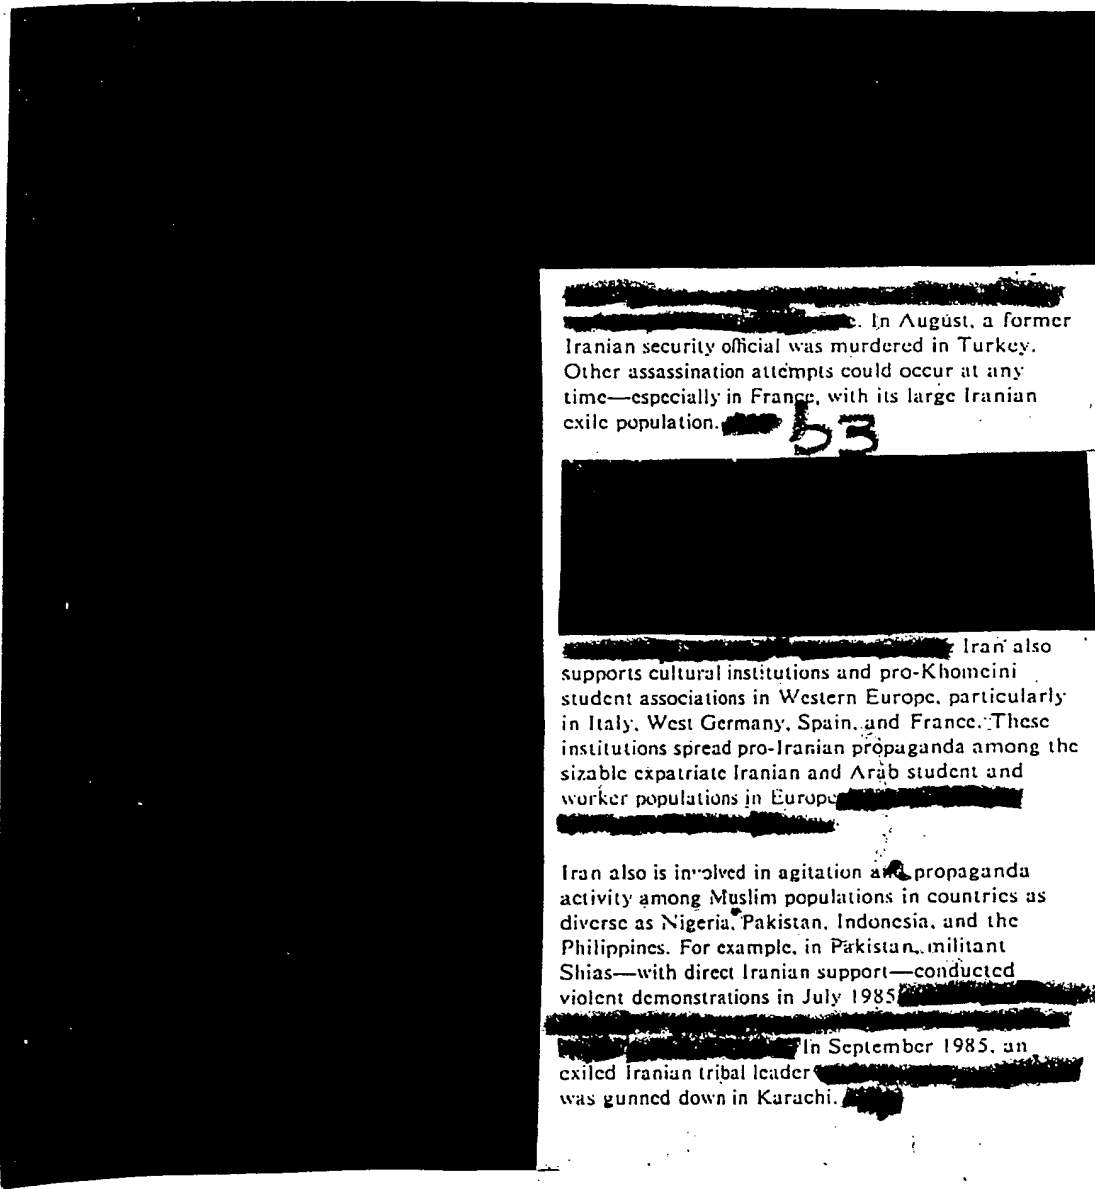 . In August, a former
Iranian security official was murdered in Turkey.
Other assassination attempts could occur at any
time—especially in France, with its large Iranian
exile population.
b3
Iran also
supports cultural institutions and pro-Khomeini
student associations in Western Europe, particularly
in Italy, West Germany, Spain, and France. These
institutions spread pro-Iranian propaganda among the
sizable expatriate Iranian and Arab student and
worker populations in Europe
Iran also is involved in agitation and propaganda
activity among Muslim populations in countries as
diverse as Nigeria, Pakistan, Indonesia, and the
Philippines. For example, in Pakistan, militant
Shias—with direct Iranian support—conducted
violent demonstrations in July 1985
In September 1985, an
exiled Iranian tribal leader
was gunned down in Karachi.